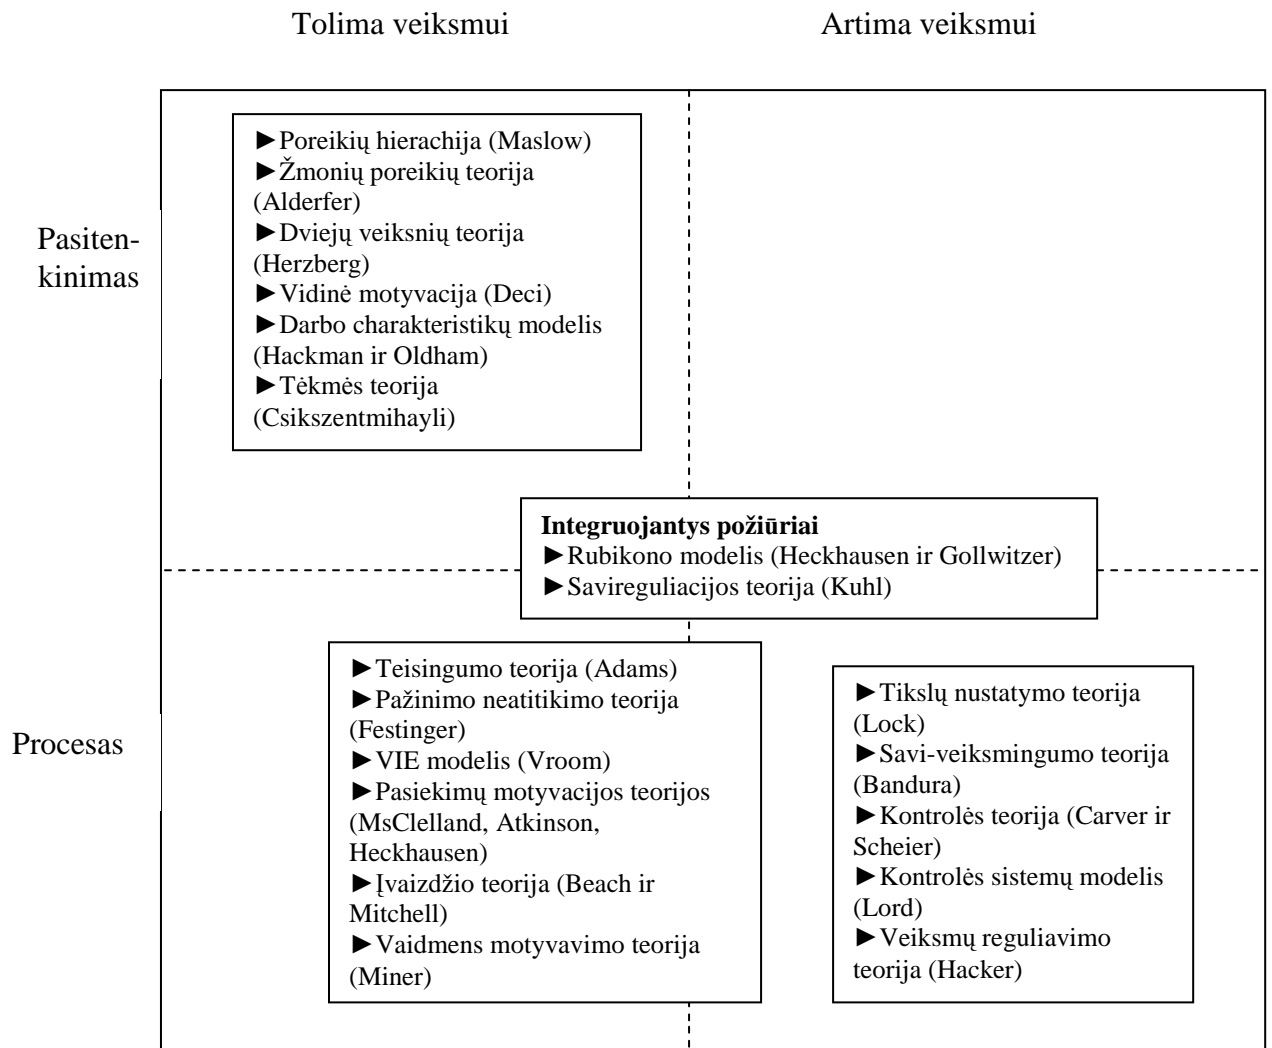 Tolima veiksmui
Artima veiksmui
Pasiten-
kinimas
►Poreikių hierachija (Maslow)
►Žmonių poreikių teorija
(Alderfer)
►Dviejų veiksnių teorija
(Herzberg)
►Vidinė motyvacija (Deci)
►Darbo charakteristikų modelis
(Hackman ir Oldham)
►Tėkmės teorija
(Csikszentmihayli)
Integruojantys požiūriai
►Rubikono modelis (Heckhausen ir Gollwitzer)
►Savireguliacijos teorija (Kuhl)
Procesas
►Teisingumo teorija (Adams)
►Pažinimo neatitikimo teorija
(Festinger)
►VIE modelis (Vroom)
►Pasiekimų motyvacijos teorijos
(MsClelland, Atkinson,
Heckhausen)
►Įvaizdžio teorija (Beach ir
Mitchell)
►Vaidmens motyvavimo teorija
(Miner)
►Tikslų nustatymo teorija
(Lock)
►Savi-veiksmingumo teorija
(Bandura)
►Kontrolės teorija (Carver ir
Scheier)
►Kontrolės sistemų modelis
(Lord)
►Veiksmų reguliavimo
teorija (Hacker)